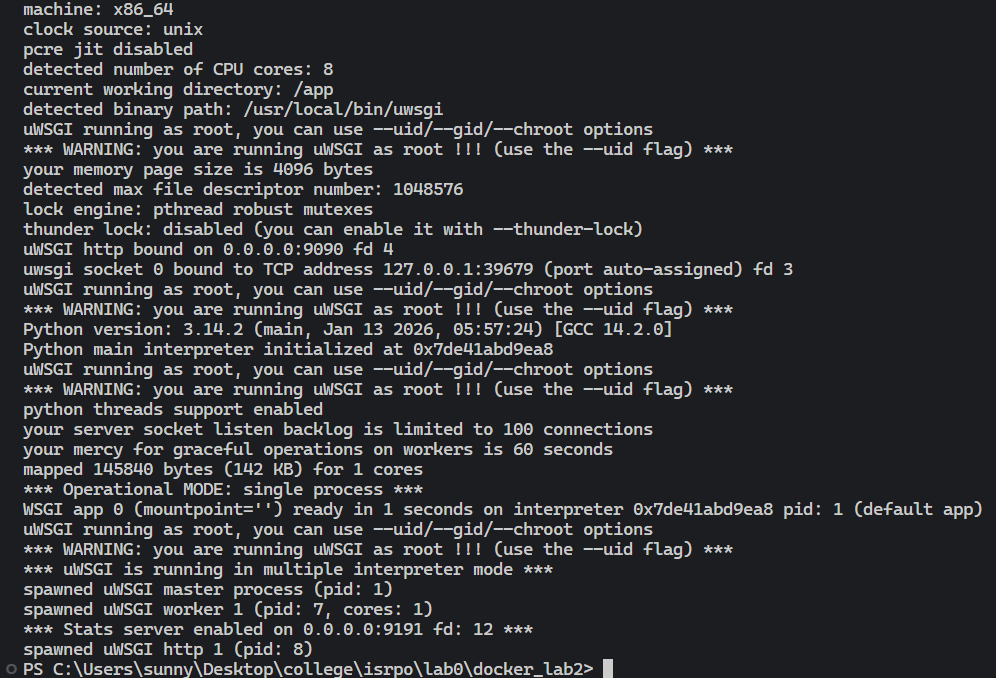 machine: x86_64
clock source: unix
pcre jit disabled
detected number of CPU cores: 8
current working directory: /app
detected binary path: /usr/local/bin/uwsgi
uWSGI running as root, you can use --uid/--gid/--chroot options
*** WARNING: you are running uWSGI as root !!! (use the --uid flag) ***
your memory page size is 4096 bytes
detected max file descriptor number: 1048576
lock engine: pthread robust mutexes
thunder lock: disabled (you can enable it with --thunder-lock)
uWSGI http bound on 0.0.0.0:9090 fd 4
uwsgi socket 0 bound to TCP address 127.0.0.1:39679 (port auto-assigned) fd 3
uWSGI running as root, you can use --uid/--gid/--chroot options
*** WARNING: you are running uWSGI as root !!! (use the --uid flag) ***
Python version: 3.14.2 (main, Jan 13 2026, 05:57:24) [GCC 14.2.0]
Python main interpreter initialized at 0x7de41abd9ea8
uWSGI running as root, you can use --uid/--gid/--chroot options
*** WARNING: you are running uWSGI as root !!! (use the --uid flag) ***
python threads support enabled
your server socket listen backlog is limited to 100 connections
your mercy for graceful operations on workers is 60 seconds
mapped 145840 bytes (142 KB) for 1 cores
*** Operational MODE: single process ***
WSGI app 0 (mountpoint='') ready in 1 seconds on interpreter 0x7de41abd9ea8 pid: 1 (default app)
uWSGI running as root, you can use --uid/--gid/--chroot options
*** WARNING: you are running uWSGI as root !!! (use the --uid flag) ***
*** uWSGI is running in multiple interpreter mode ***
spawned uWSGI master process (pid: 1)
spawned uWSGI worker 1 (pid: 7, cores: 1)
*** Stats server enabled on 0.0.0.0:9191 fd: 12 ***
spawned uWSGI http 1 (pid: 8)
PS C:\Users\sunny\Desktop\college\isrpo\lab0\docker_lab2>